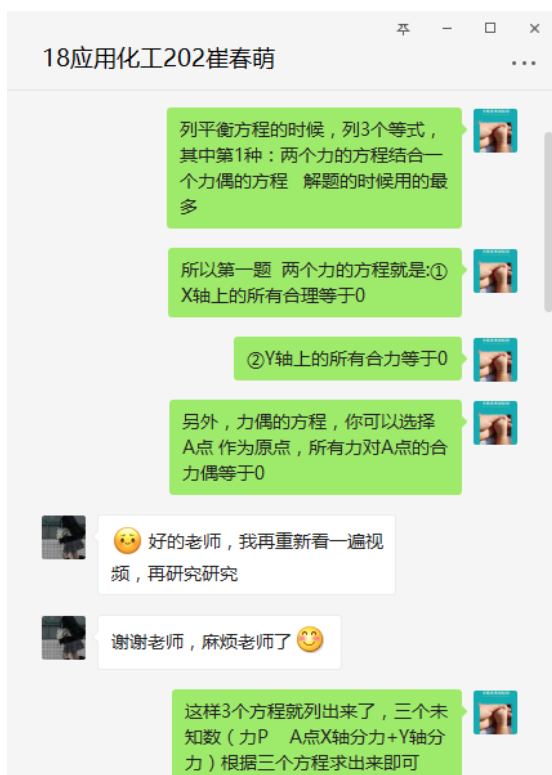 18应用化工202崔春萌
列平衡方程的时候，列3个等式，
其中第1种：两个力的方程结合一
个力偶的方程 解题的时候用的最
多
所以第一题 两个力的方程就是:①
X轴上的所有合理等于0
②Y轴上的所有合力等于0
另外，力偶的方程，你可以选择
A点 作为原点，所有力对A点的合
力偶等于0
好的老师，我再重新看一遍视
频，再研究研究
谢谢老师，麻烦老师了
这样3个方程就列出来了，三个未
知数（力P A点X轴分力+Y轴分
力）根据三个方程求出来即可